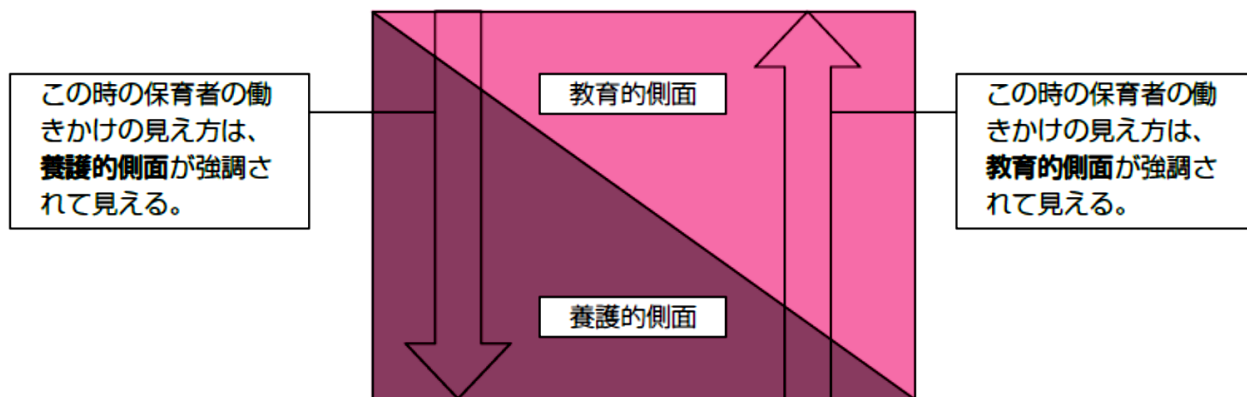 この時の保育者の働
きかけの見え方は、
養護的側面が強調さ
れて見える。
教育的側面
養護的側面
この時の保育者の働
きかけの見え方は、
教育的側面が強調さ
れて見える。